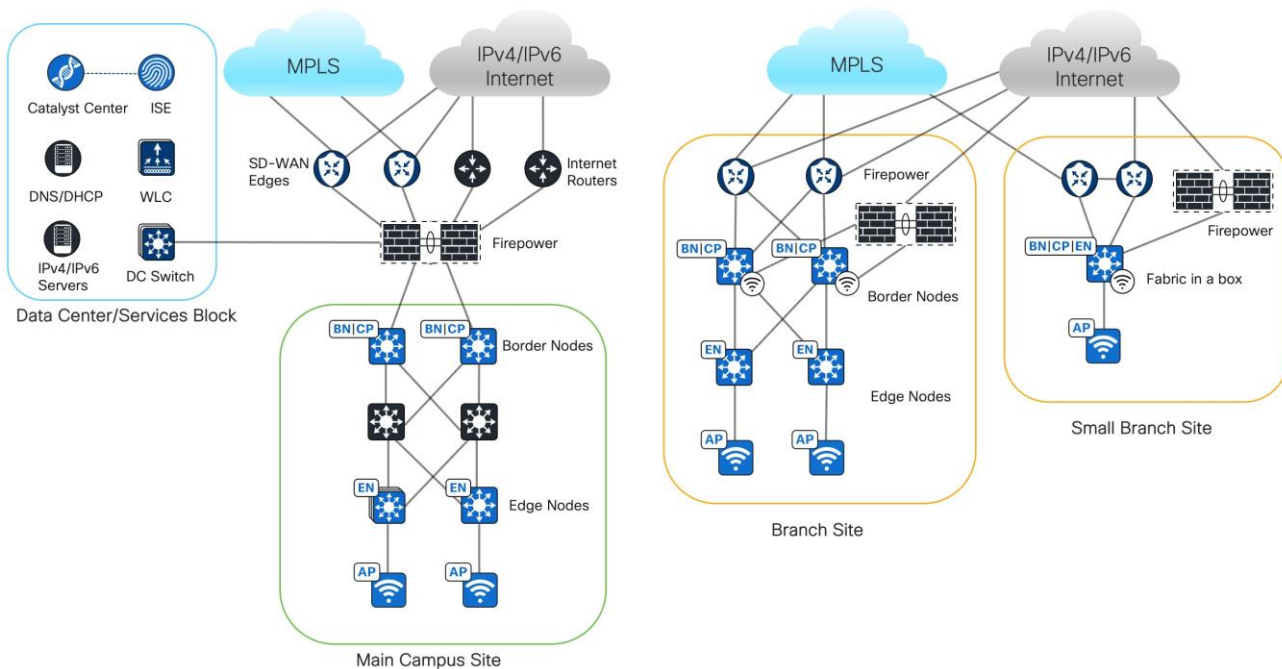 Catalyst Center
ISE
DNS/DHCP
WLC
IPv4/IPv6
Servers
DC Switch
Data Center/Services Block
MPLS
IPv4/IPv6
Internet
SD-WAN
Edges
Internet
Routers
Firepower
BN|CP
BN|CP
Border Nodes
EN
EN
Edge Nodes
AP
AP
Main Campus Site
MPLS
IPv4/IPv6
Internet
Firepower
BN|CP
BN|CP
Border Nodes
EN
EN
Edge Nodes
AP
AP
Branch Site
Firepower
BN|CP|EN
Fabric in a box
AP
Small Branch Site